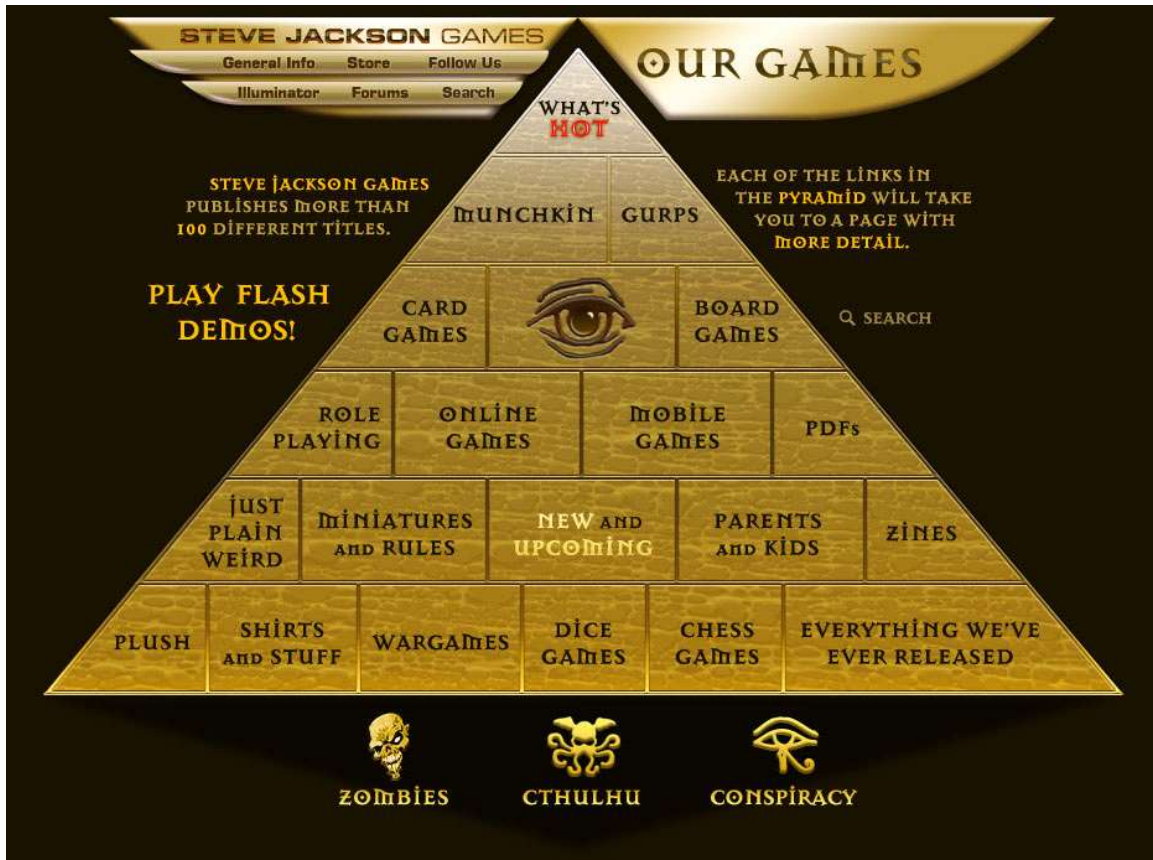 STEVE JACKSON GAMES
General Info Store Follow Us
Illuminator Forums Search
OUR GAMES
WHAT'S
HOT
STEVE JACKSON GAMES
PUBLISHES MORE THAN
100 DIFFERENT TITLES.
EACH OF THE LINKS IN
THE PYRAMID WILL TAKE
YOU TO A PAGE WITH
MORE DETAIL.
MUNCHKIN
GURPS
PLAY FLASH
DEMOS!
CARD
GAMES
BOARD
GAMES
SEARCH
ROLE
PLAYING
ONLINE
GAMES
MOBILE
GAMES
PDFs
JUST
PLAIN
WEIRD
MINIATURES
AND RULES
NEW AND
UPCOMING
PARENTS
AND KIDS
ZINES
PLUSH
SHIRTS
AND STUFF
WARGAMES
DICE
GAMES
CHESS
GAMES
EVERYTHING WE'VE
EVER RELEASED
ZOMBIES
CTHULHU
CONSPIRACY